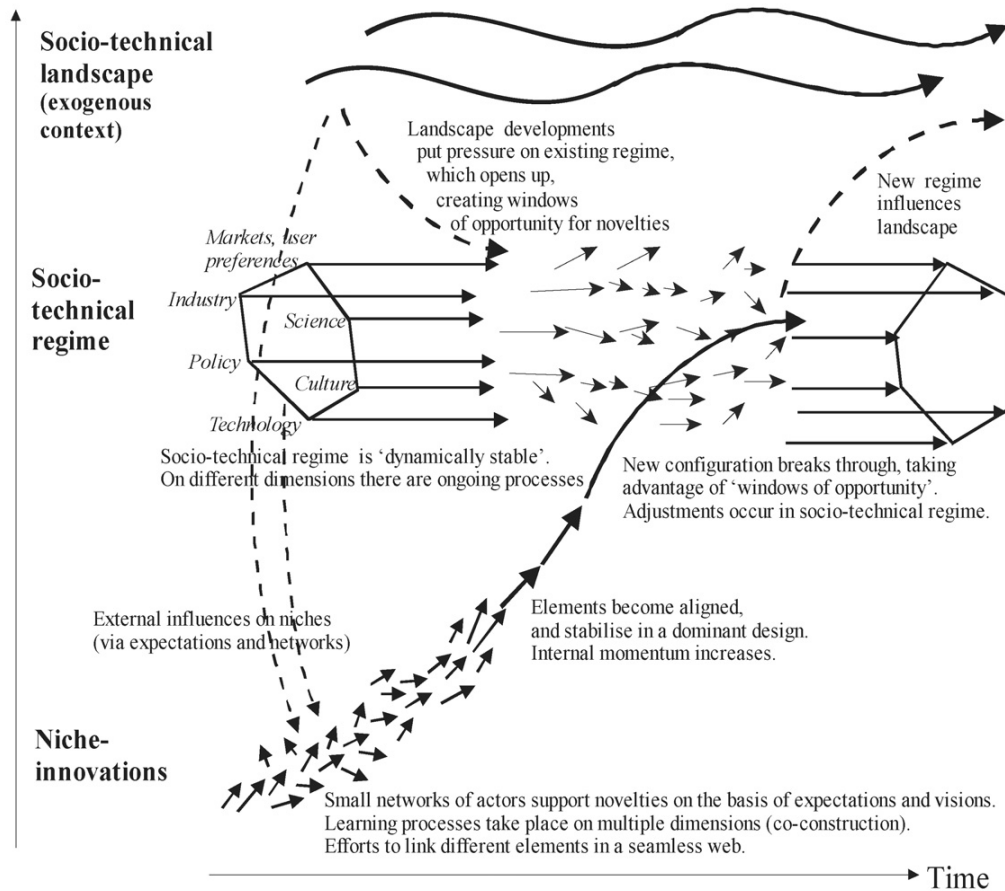 Socio-technical
landscape
(exogenous
context)
Landscape developments
put pressure on existing regime,
which opens up,
creating windows
of opportunity for novelties
New regime
influences
landscape
Markets, user
preferences
Socio-
technical
regime
Industry
Science
Policy
Culture
Technology
Socio-technical regime is ‘dynamically stable’.
On different dimensions there are ongoing processes
New configuration breaks through, taking
advantage of ‘windows of opportunity’.
Adjustments occur in socio-technical regime.
External influences on niches
(via expectations and networks)
Elements become aligned,
and stabilise in a dominant design.
Internal momentum increases.
Niche-
innovations
Small networks of actors support novelties on the basis of expectations and visions.
Learning processes take place on multiple dimensions (co-construction).
Efforts to link different elements in a seamless web.
Time